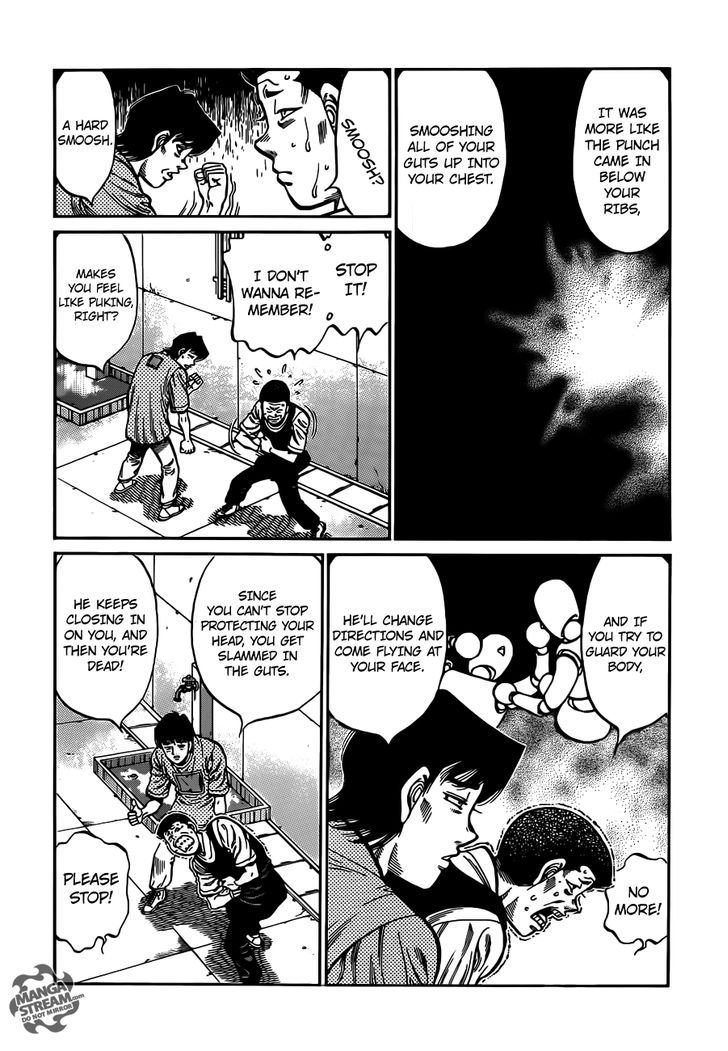 IT WAS
MORE LIKE
THE PUNCH
CAME IN
BELOW
YOUR
RIBS,
SMOOSHING
ALL OF YOUR
GUTS UP INTO
YOUR CHEST.
SMOOSH?
A HARD
SMOOSH.
STOP
IT!
I DON'T
WANNA RE-
MEMBER!
MAKES
YOU FEEL
LIKE PUKING,
RIGHT?
AND IF
YOU TRY TO
GUARD YOUR
BODY,
HE'LL CHANGE
DIRECTIONS AND
COME FLYING AT
YOUR FACE.
NO
MORE!
SINCE
YOU CAN'T STOP
PROTECTING YOUR
HEAD, YOU GET
SLAMMED IN
THE GUTS.
HE KEEPS
CLOSING IN
ON YOU, AND
THEN YOU'RE
DEAD!
PLEASE
STOP!
MANGA
STREAM.com
DO NOT MIRROR